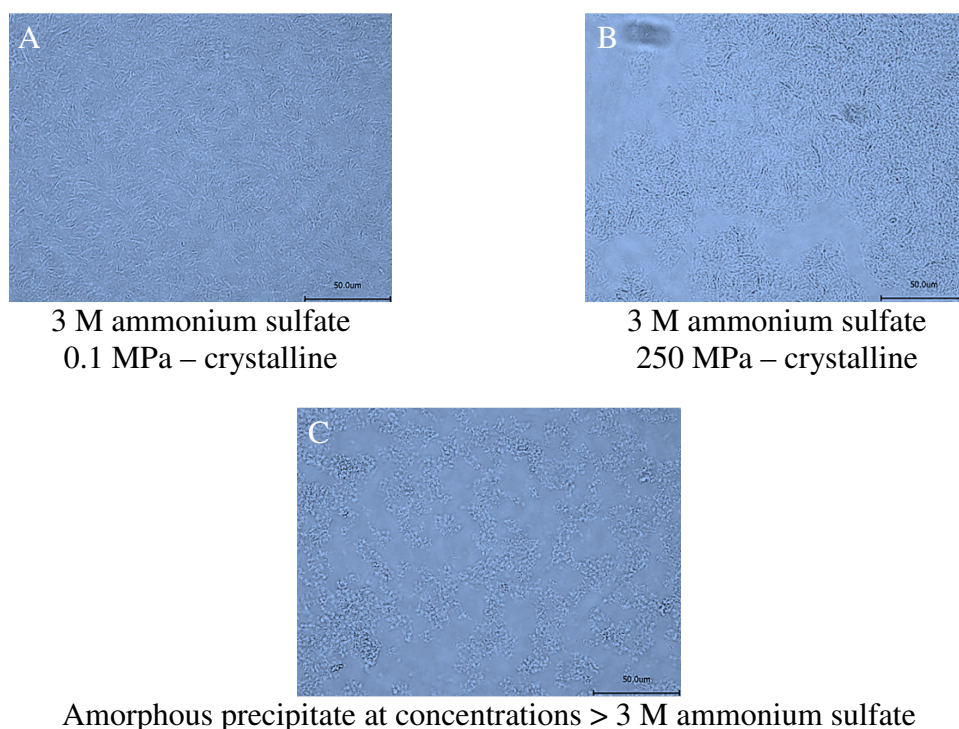 A
50.0um
3 M ammonium sulfate
0.1 MPa – crystalline
B
50.0um
3 M ammonium sulfate
250 MPa – crystalline
C
50.0um
Amorphous precipitate at concentrations > 3 M ammonium sulfate